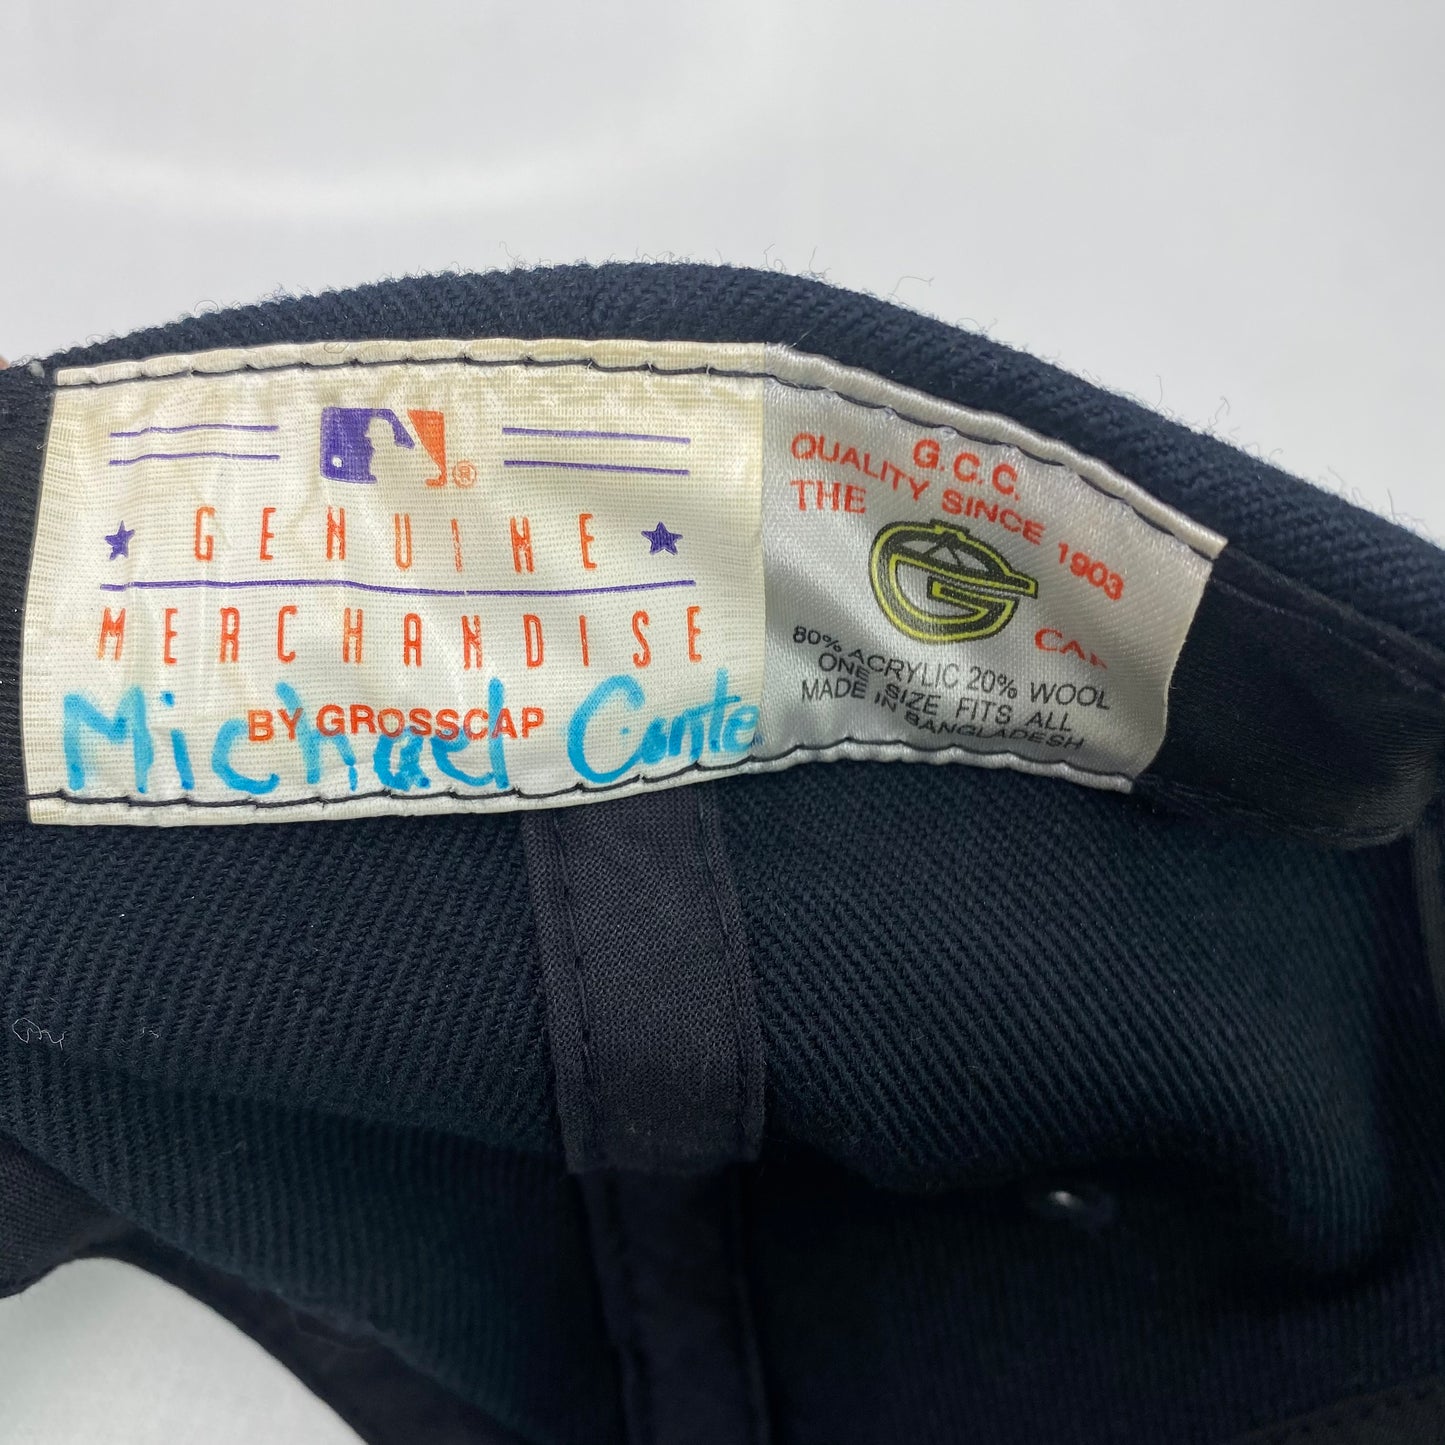 ®
GENUINE
MERCHANDISE
BY GROSSCAP
Michael Cante
G.C.C.
QUALITY SINCE 1903
THE
G
CAP
80% ACRYLIC 20% WOOL
ONE SIZE FITS ALL
MADE IN BANGLADESH